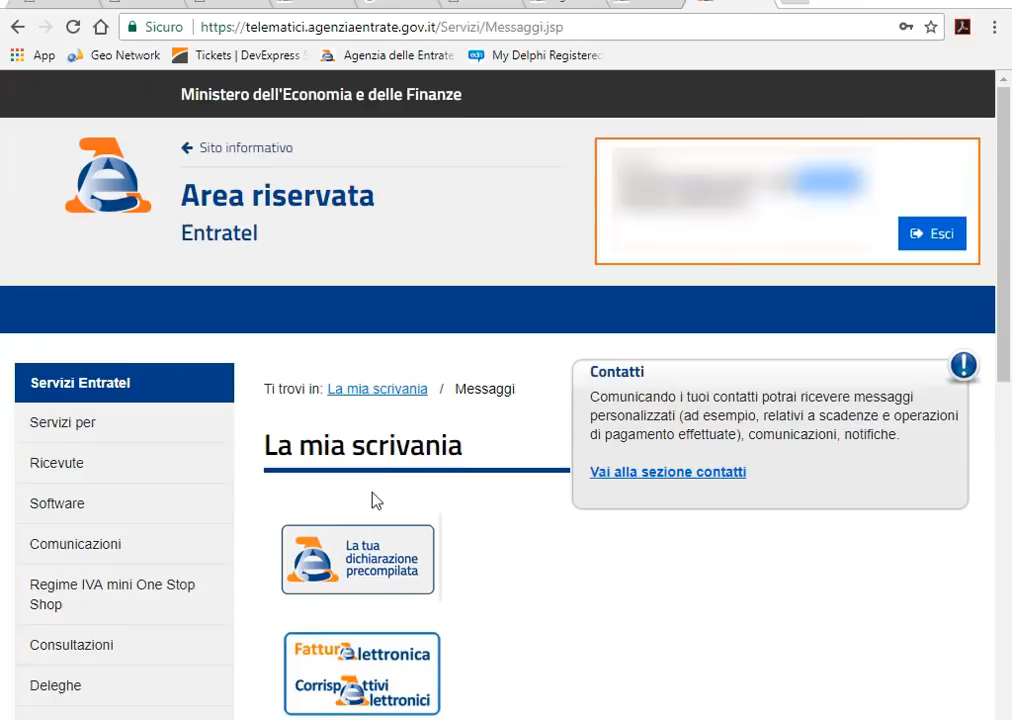 Sicuro https://telematici.agenziaentrate.gov.it/Servizi/Messaggi.jsp
App Geo Network Tickets | DevExpress S Agenzia delle Entrate My Delphi Registerec
Ministero dell'Economia e delle Finanze
Sito informativo
Area riservata
Entratel
Esci
Servizi Entratel
Servizi per
Ricevute
Software
Comunicazioni
Regime IVA mini One Stop
Shop
Consultazioni
Deleghe
Ti trovi in: La mia scrivania / Messaggi
La mia scrivania
La tua
dichiarazione
precompilata
Fattura elettronica
Corrispettivi
elettronici
Contatti
Comunicando i tuoi contatti potrai ricevere messaggi
personalizzati (ad esempio, relativi a scadenze e operazioni
di pagamento effettuate), comunicazioni, notifiche.
Vai alla sezione contatti